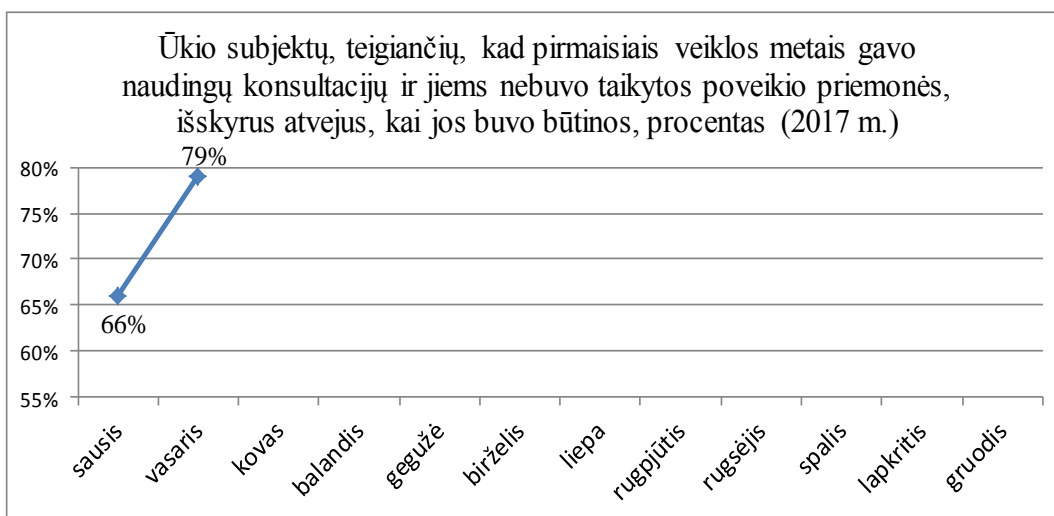 Ūkio subjektų, teigiančių, kad pirmaisiais veiklos metais gavo
naudingų konsultacijų ir jiems nebuvo taikytos poveikio priemonės,
išskyrus atvejus, kai jos buvo būtinos, procentas (2017 m.)
79%
80%
75%
70%
65%
66%
60%
55%
sausis
vasaris
kovas
balandis
gegužė
birželis
liepa
rugpjūtis
rugsėjis
spalis
lapkritis
gruodis